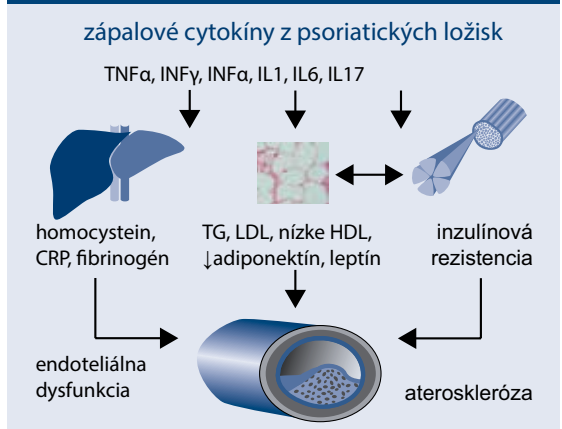 zápalové cytokíny z psoriatických ložisk
TNFα, INFγ, INFα, IL1, IL6, IL17
homocystein,
CRP, fibrinogén
TG, LDL, nízke HDL,
↓adiponektín, leptín
inzulínová
rezistencia
endoteliálna
dysfunkcia
ateroskleróza